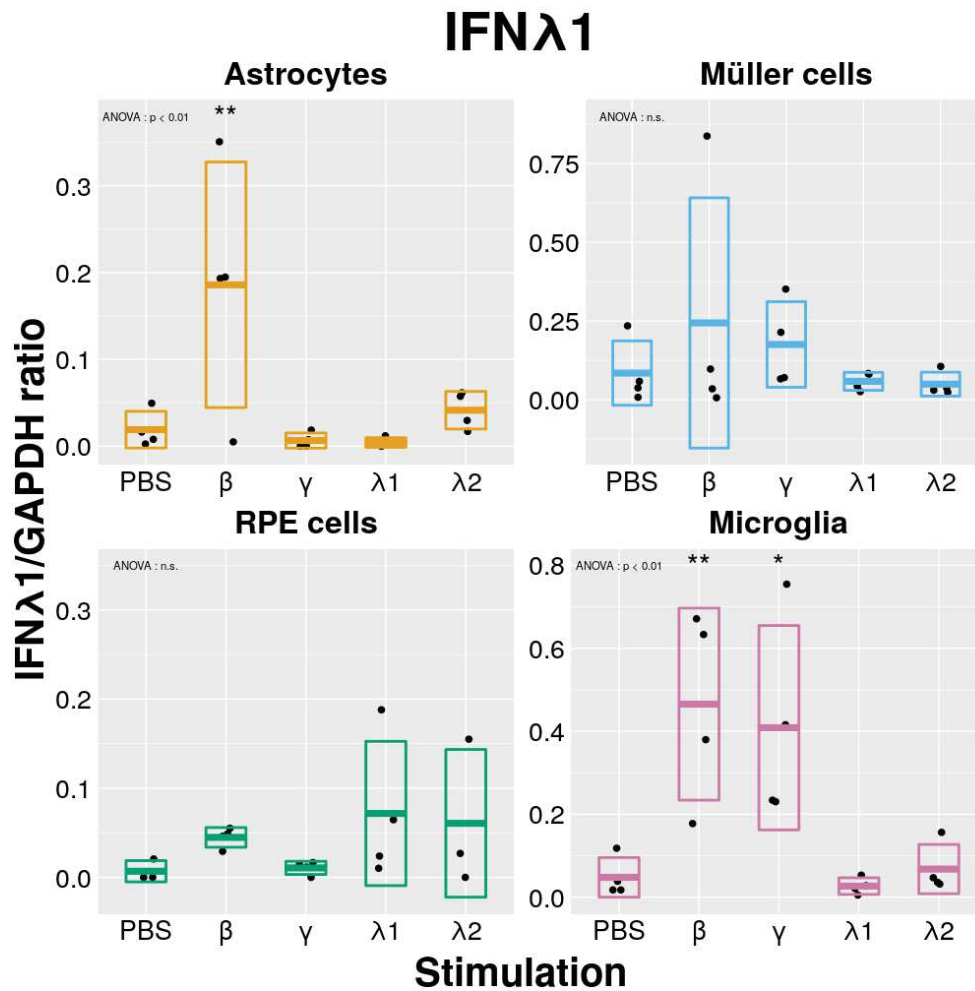 IFNλ1
Astrocytes
ANOVA : p < 0.01
**
0.3
0.2
0.1
0.0
PBS β γ λ1 λ2
Müller cells
ANOVA : n.s.
0.75
0.50
0.25
0.00
PBS β γ λ1 λ2
IFNλ1/GAPDH ratio
RPE cells
ANOVA : n.s.
0.3
0.2
0.1
0.0
PBS β γ λ1 λ2
Microglia
ANOVA : p < 0.01
** *
0.8
0.6
0.4
0.2
0.0
PBS β γ λ1 λ2
Stimulation